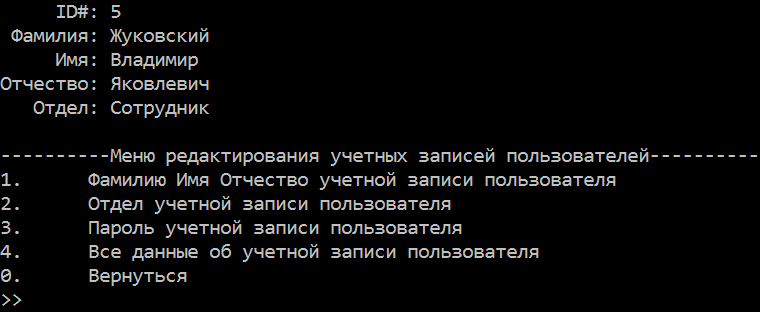 ID#: 5
Фамилия: Жуковский
Имя: Владимир
Отчество: Яковлевич
Отдел: Сотрудник
----------Меню редактирования учетных записей пользователей----------
1. Фамилию Имя Отчество учетной записи пользователя
2. Отдел учетной записи пользователя
3. Пароль учетной записи пользователя
4. Все данные об учетной записи пользователя
0. Вернуться
>>